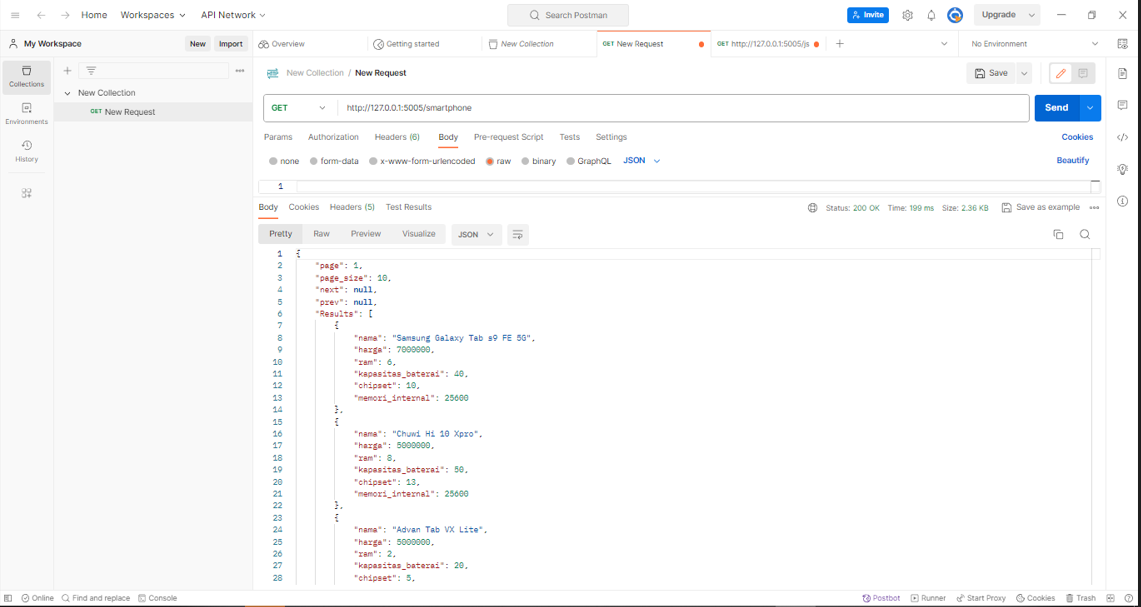 Home Workspaces API Network Search Postman Invite Upgrade
My Workspace New Import Overview Getting started New Collection GET New Request GET http://127.0.0.1:5005/js No Environment
Collections
Environments
History
New Collection
GET New Request
New Collection / New Request Save
GET http://127.0.0.1:5005/smartphone Send
Params Authorization Headers (6) Body Pre-request Script Tests Settings Cookies
none form-data x-www-form-urlencoded raw binary GraphQL JSON Beautify
1
Body Cookies Headers (5) Test Results Status: 200 OK Time: 199 ms Size: 2.36 KB Save as example
Pretty Raw Preview Visualize JSON
1 {
2 "page": 1,
3 "page_size": 10,
4 "next": null,
5 "prev": null,
6 "Results": [
7 {
8 "nama": "Samsung Galaxy Tab s9 FE 5G",
9 "harga": 7000000,
10 "ram": 6,
11 "kapasitas_baterai": 40,
12 "chipset": 10,
13 "memori_internal": 25600
14 },
15 {
16 "nama": "Chuwi Hi 10 Xpro",
17 "harga": 5000000,
18 "ram": 8,
19 "kapasitas_baterai": 50,
20 "chipset": 13,
21 "memori_internal": 25600
22 },
23 {
24 "nama": "Advan Tab VX Lite",
25 "harga": 5000000,
26 "ram": 2,
27 "kapasitas_baterai": 20,
28 "chipset": 5,
Online Find and replace Console Postbot Runner Start Proxy Cookies Trash